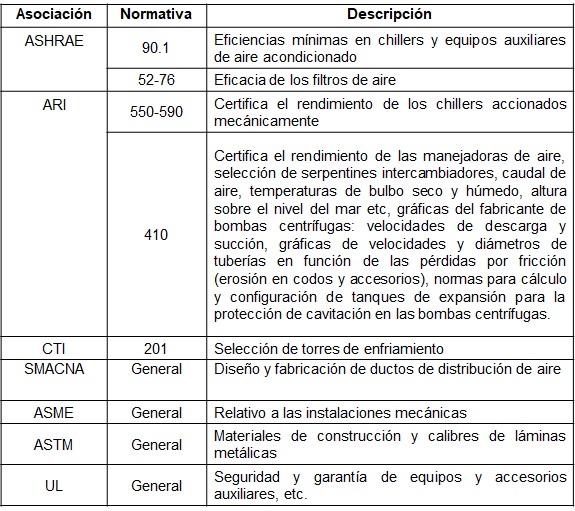 Asociación Normativa Descripción
ASHRAE 90.1 Eficiencias mínimas en chillers y equipos auxiliares
de aire acondicionado
52-76 Eficacia de los filtros de aire
ARI 550-590 Certifica el rendimiento de los chillers accionados
mecánicamente
410 Certifica el rendimiento de las manejadoras de aire,
selección de serpentines intercambiadores, caudal de
aire, temperaturas de bulbo seco y húmedo, altura
sobre el nivel del mar etc, gráficas del fabricante de
bombas centrífugas: velocidades de descarga y
succión, gráficas de velocidades y diámetros de
tuberías en función de las pérdidas por fricción
(erosión en codos y accesorios), normas para cálculo
y configuración de tanques de expansión para la
protección de cavitación en las bombas centrífugas.
CTI 201 Selección de torres de enfriamiento
SMACNA General Diseño y fabricación de ductos de distribución de aire
ASME General Relativo a las instalaciones mecánicas
ASTM General Materiales de construcción y calibres de láminas
metálicas
UL General Seguridad y garantía de equipos y accesorios
auxiliares, etc.